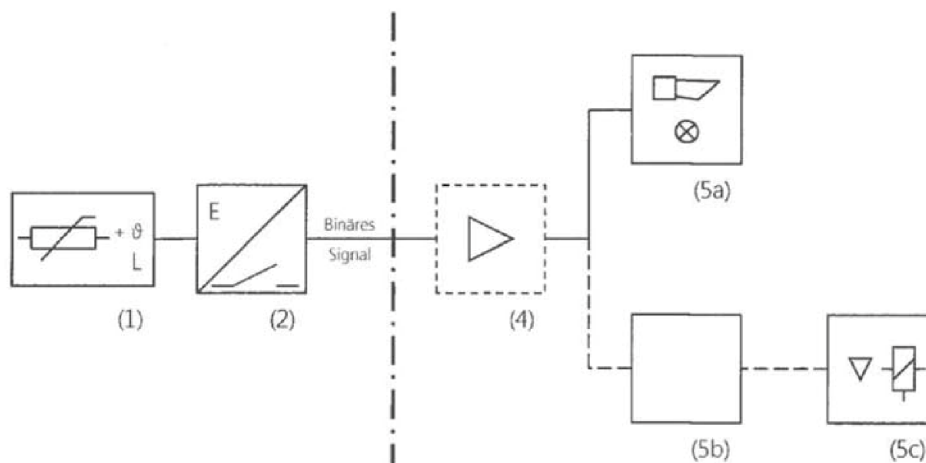 (5a)
+ ϑ
L
(1)
E
(2)
Binäres
Signal
(4)
(5b)
(5c)